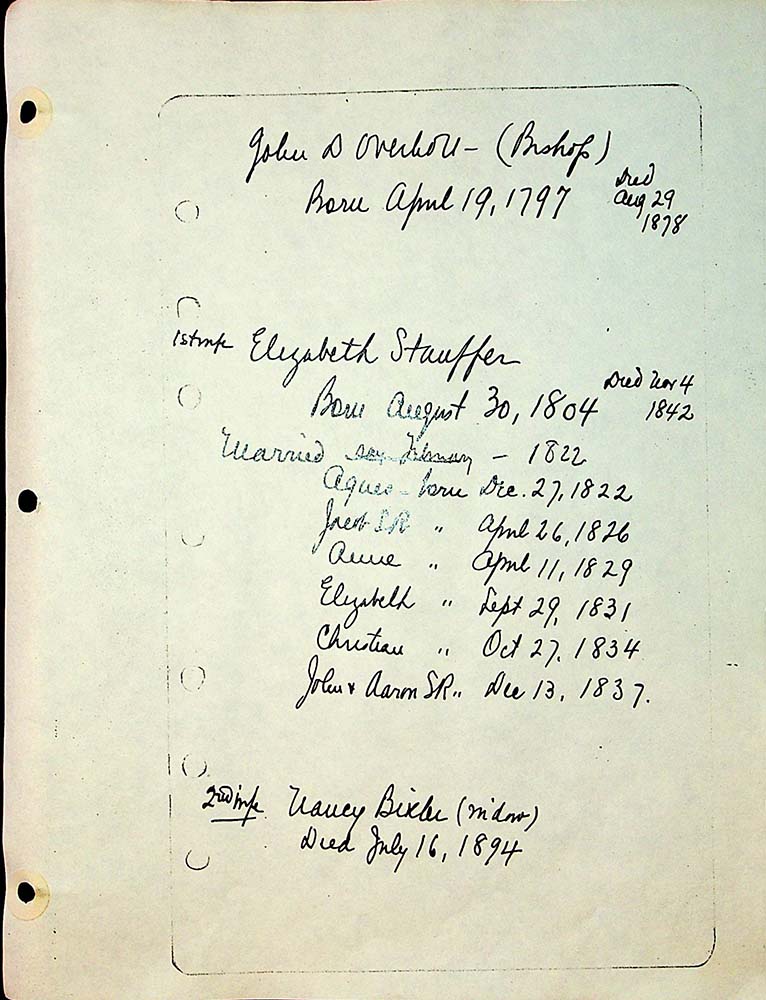 John D Overholt - (Bishop)
Born April 19, 1797
Died
Aug 29
1878
1st wife Elizabeth Stauffer
Died Nov 4
1842
Born August 30, 1804
Married February - 1822
Agnes - born Dec. 27, 1822
Jacob SR " April 26, 1826
Anne " April 11, 1829
Elizabeth " Sept 29, 1831
Christian " Oct 27, 1834
John & Aaron SR " Dec 13, 1837.
2nd wife Nancy Bixler (widow)
Died July 16, 1894